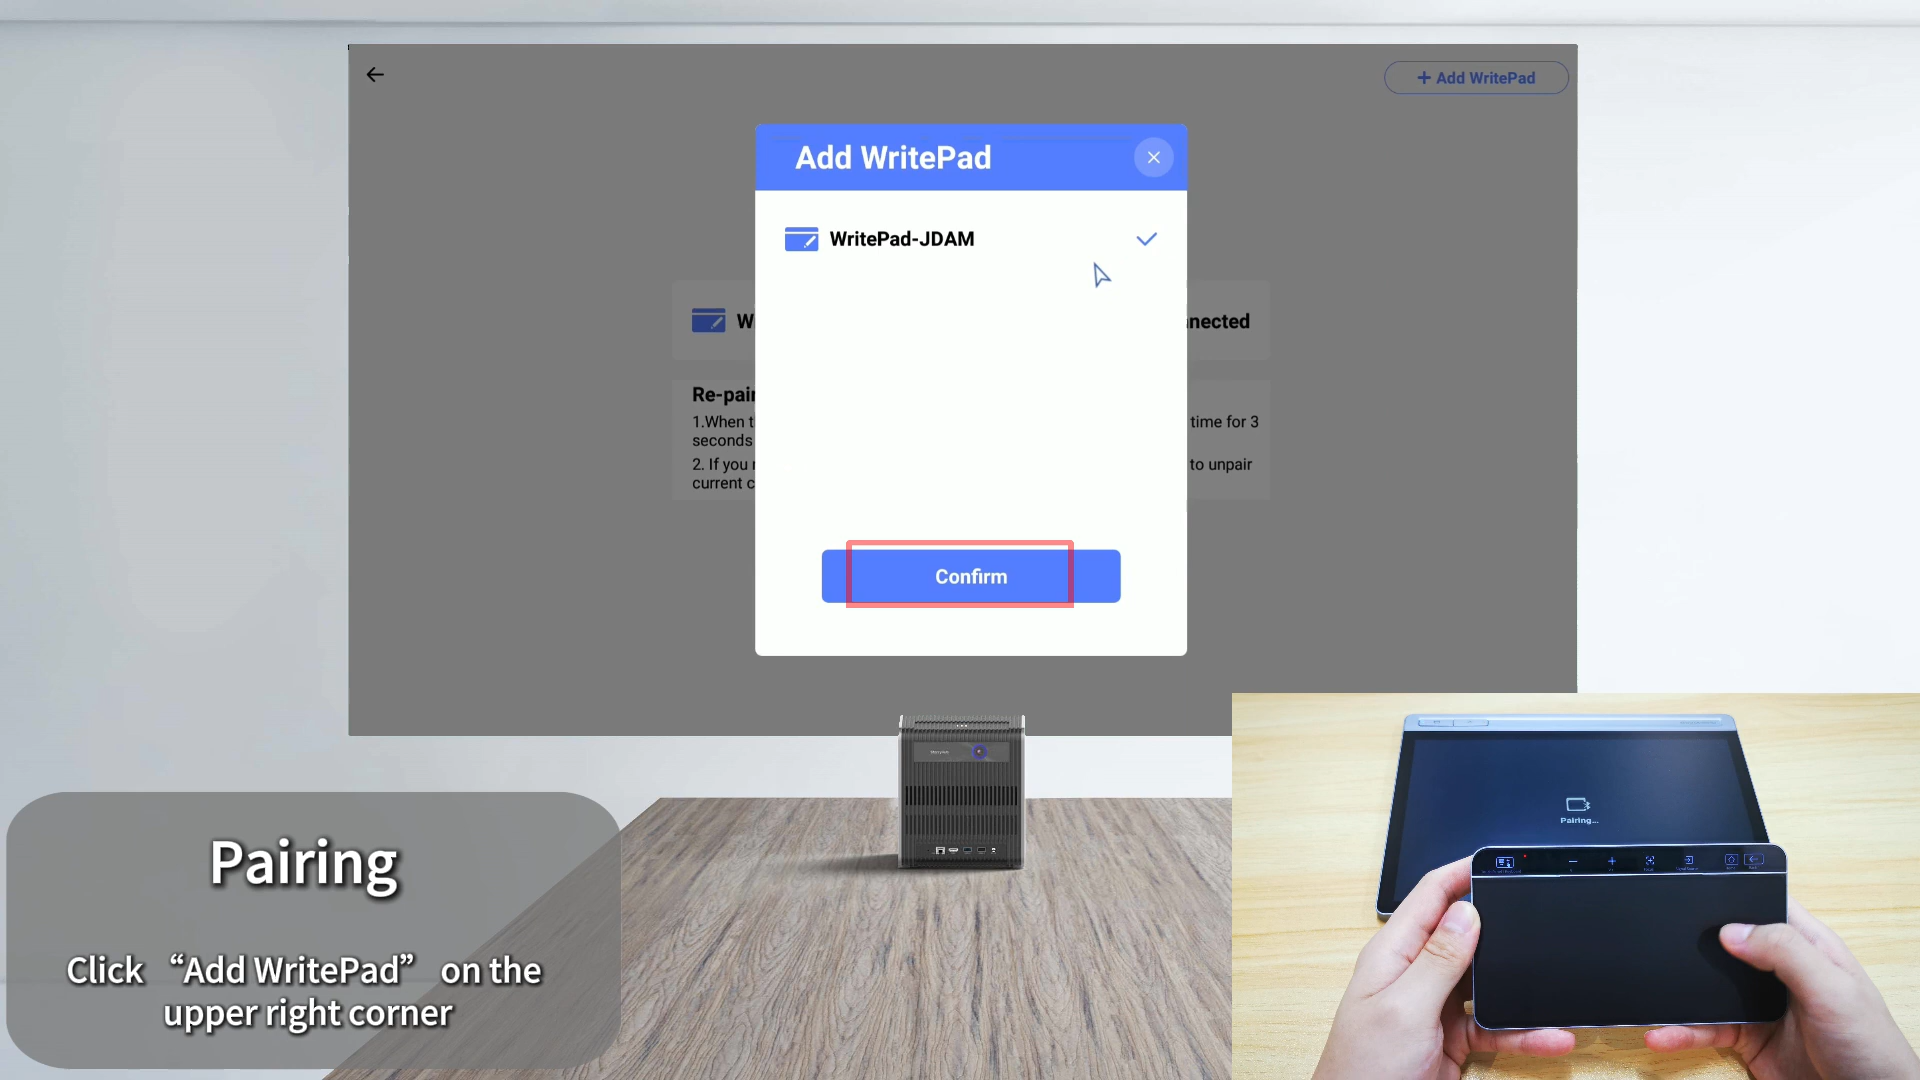 + Add WritePad
Add WritePad
WritePad-JDAM
W
nnected
Re-pair
1.When t
time for 3
seconds
2. If you
to unpair
current c
Confirm
Pairing...
Pairing
Click “Add WritePad” on the
upper right corner